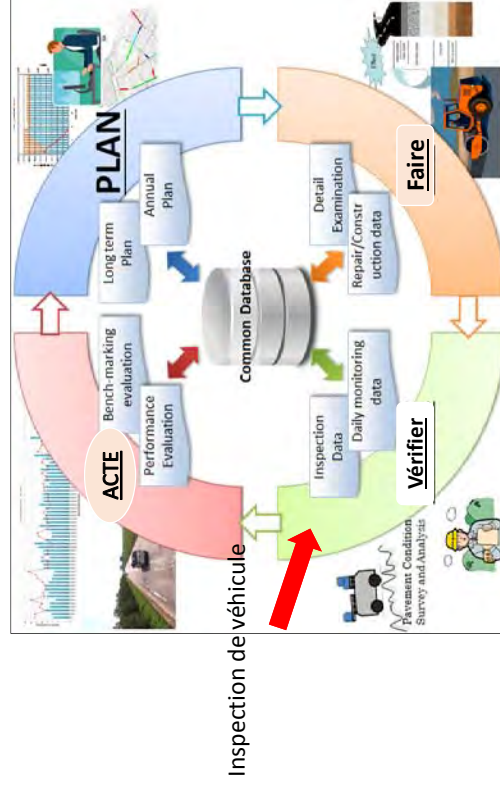 PLAN
Long term
Plan
Annual
Plan
Faire
Detail
Examination
Repair/Constr
uction data
Vérifier
Inspection
Data
Daily monitoring
data
ACTE
Bench-marking
evaluation
Performance
Evaluation
Common Database
Inspection de véhicule
Pavement Condition
Survey and Analysis
Effect